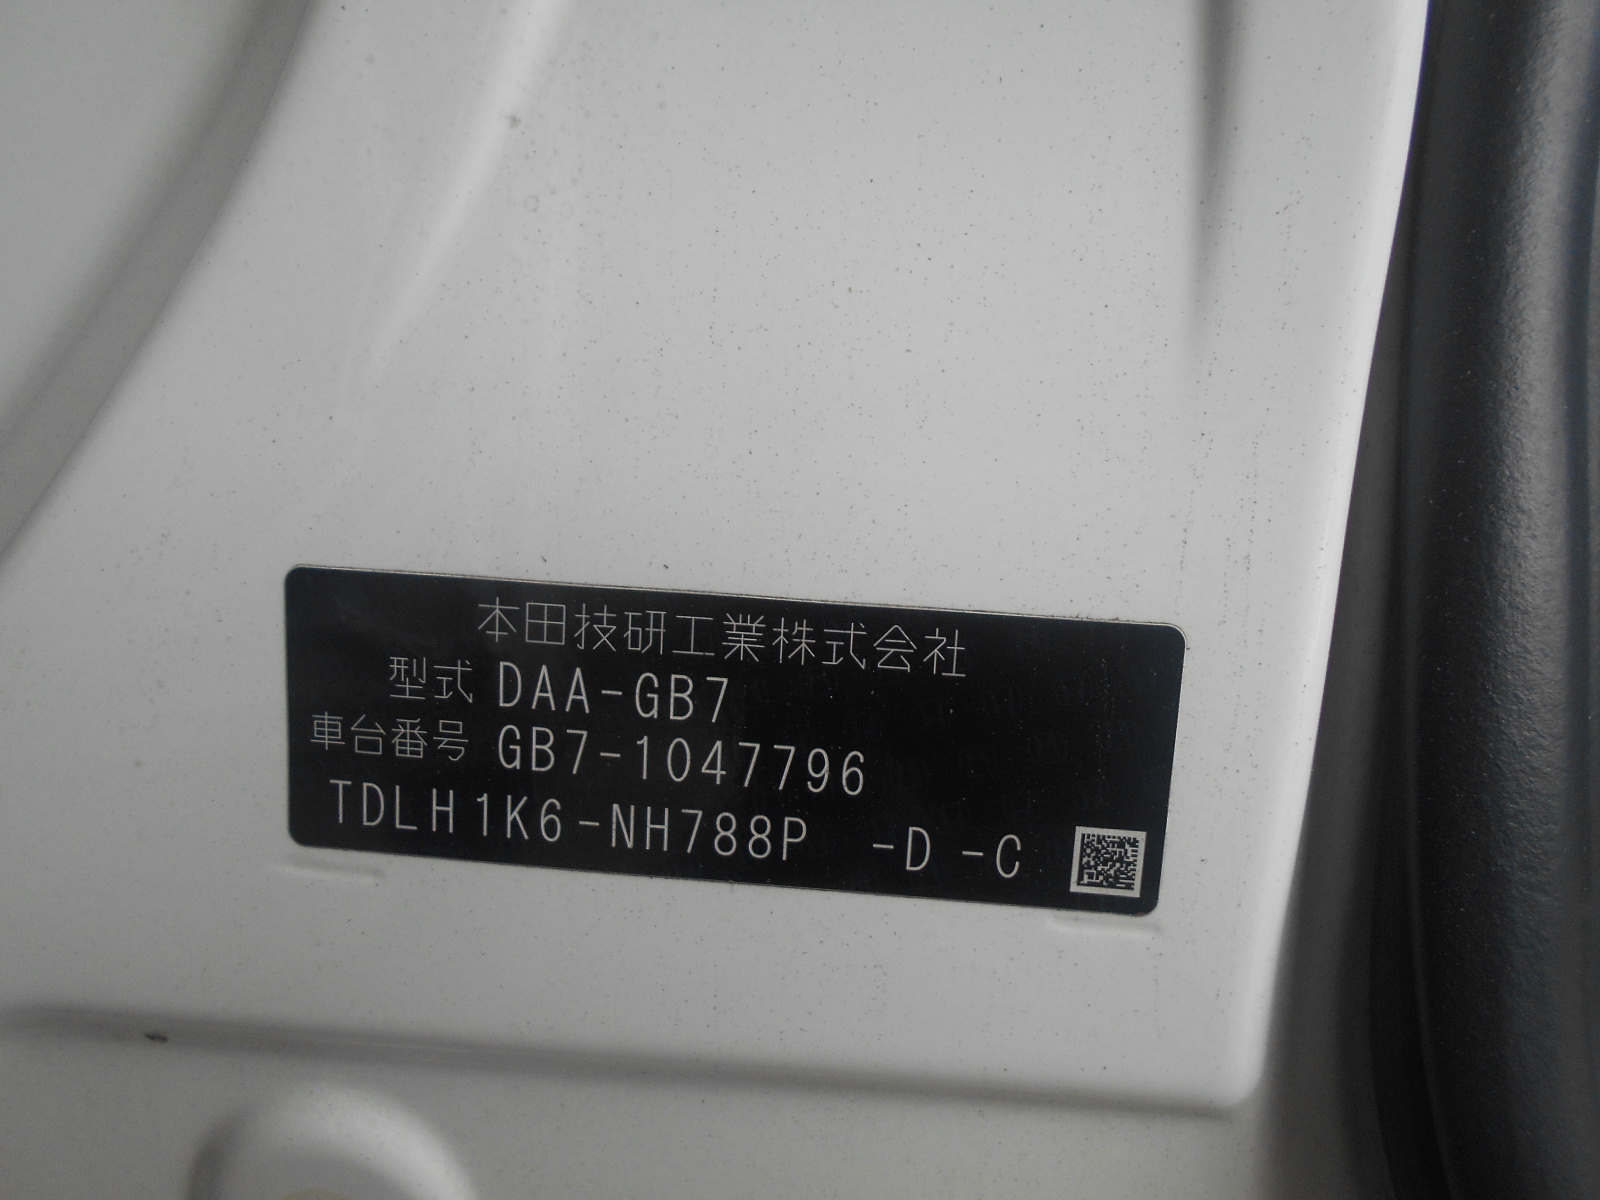 本田技研工業株式会社
型式 DAA-GB7
車台番号 GB7-1047796
TDLH1K6-NH788P -D -C